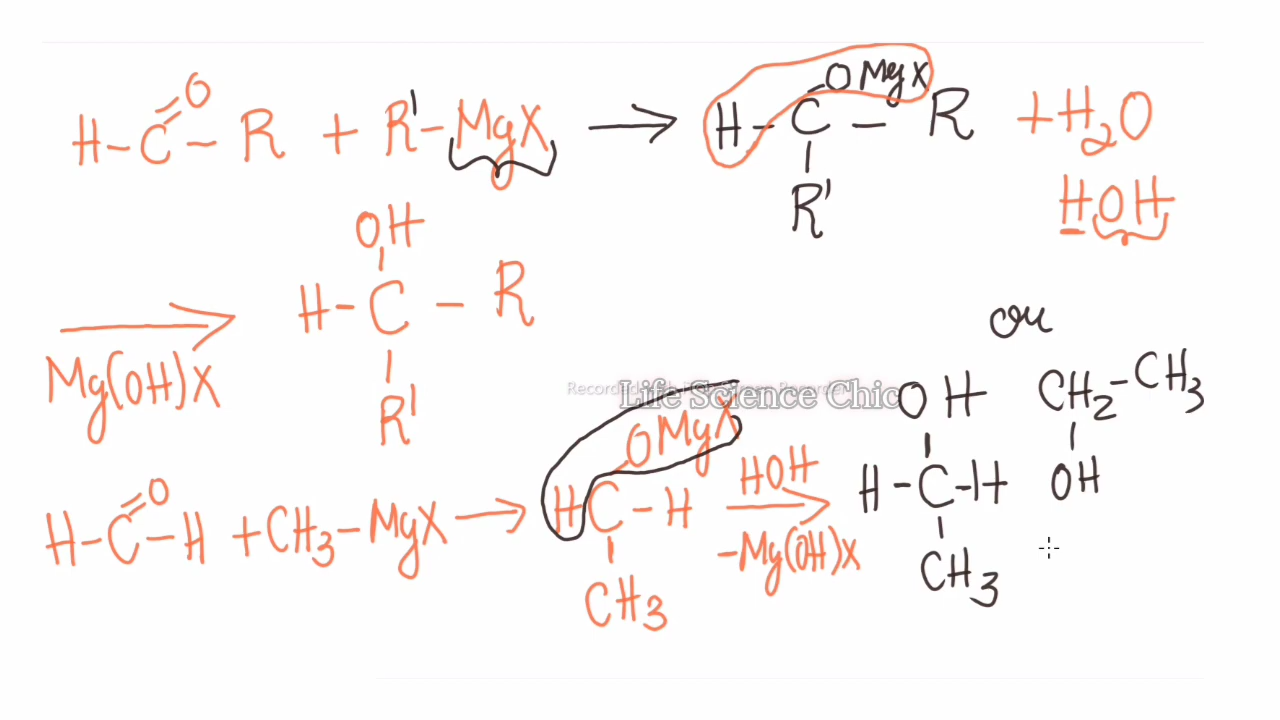 H-C=O-R + R'-MgX → H-C-OMgX-R R' + H2O
HOH
OH
H-C-R
Mg(OH)X
R'
or
Life Science Chic
OH CH2-CH3
OMgX
HOH
H-C=O-H + CH3-MgX → H C-H H-C-H OH
-Mg(OH)X
CH3 CH3